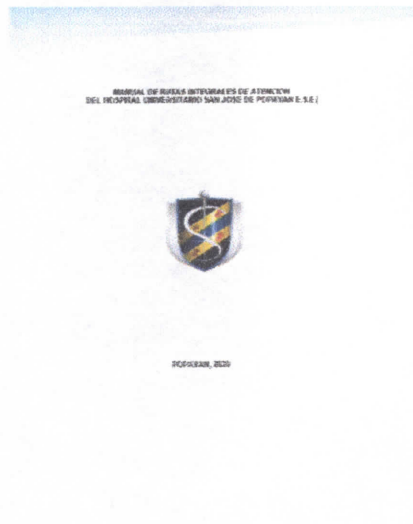 MANUAL DE RUTAS INTEGRALES DE ATENCION
DEL HOSPITAL UNIVERSITARIO SAN JOSE DE POPAYAN E.S.E.
POPAYAN, 2020